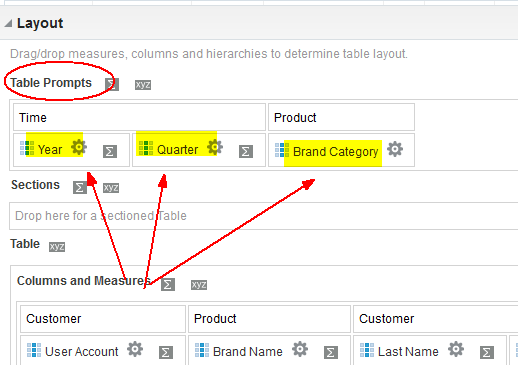 Layout
Drag/drop measures, columns and hierarchies to determine table layout.
Table Prompts Σ xyz
Time Product
Year Σ Quarter Σ Brand Category
Sections Σ xyz
Drop here for a sectioned Table
Table xyz
Columns and Measures Σ xyz
Customer Product Customer
User Account Σ Brand Name Σ Last Name Σ